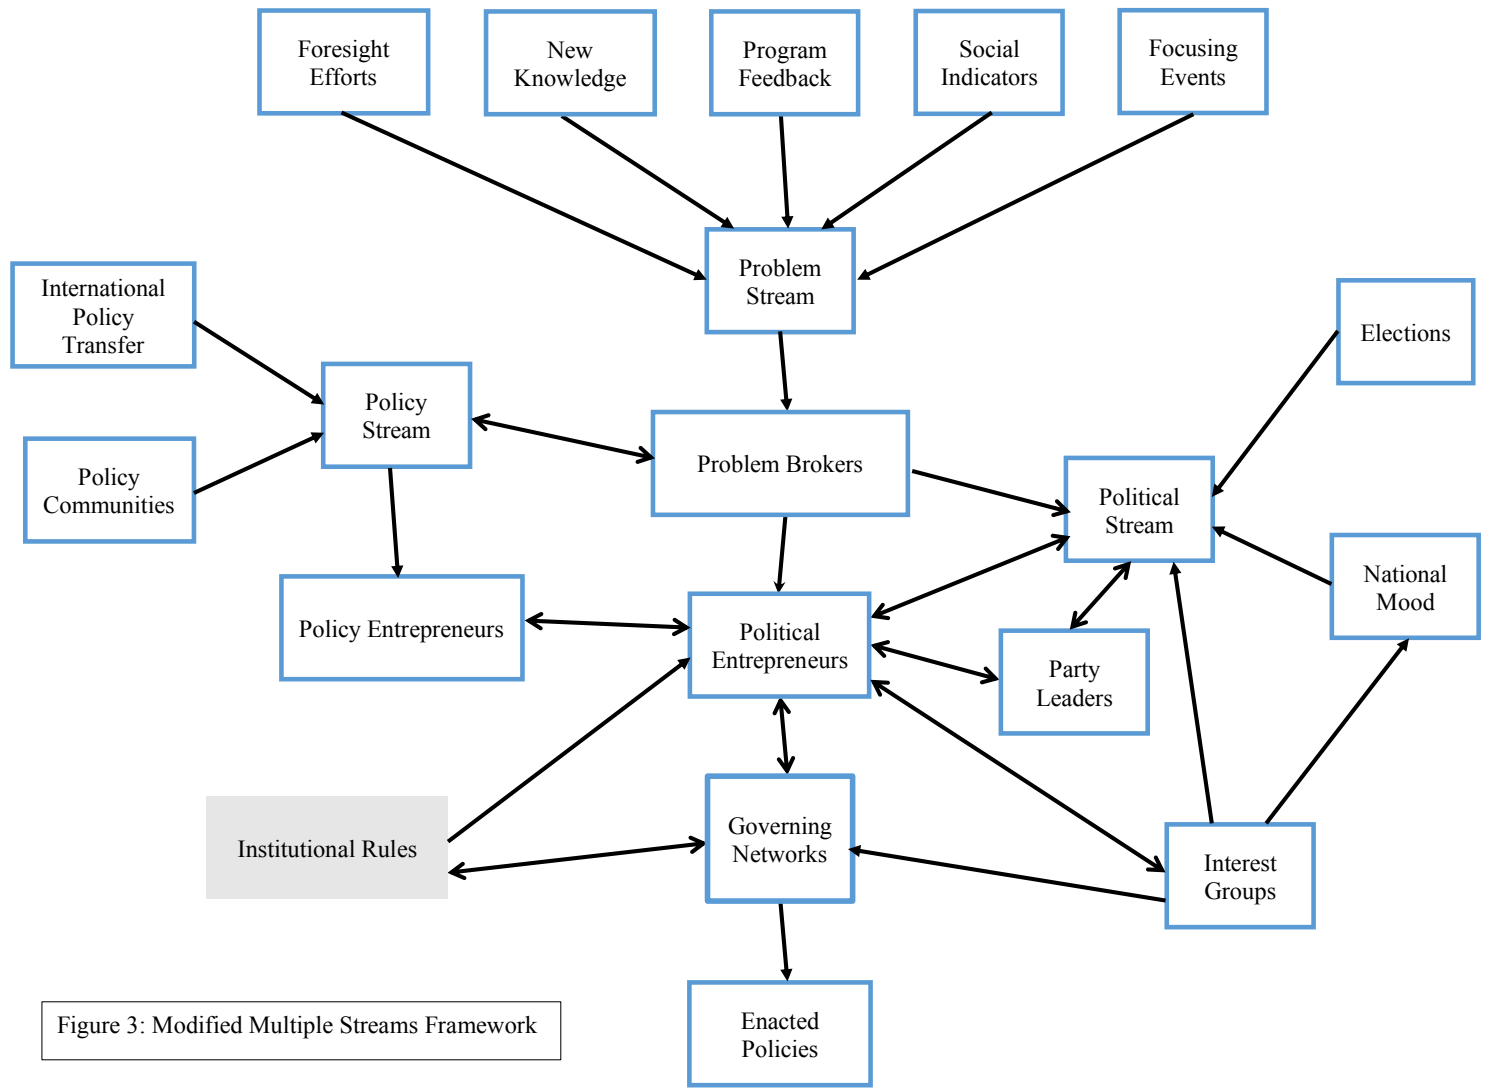 Foresight
Efforts
New
Knowledge
Program
Feedback
Social
Indicators
Focusing
Events
Problem
Stream
International
Policy
Transfer
Elections
Policy
Stream
Problem Brokers
Policy
Communities
Political
Stream
National
Mood
Policy Entrepreneurs
Political
Entrepreneurs
Party
Leaders
Institutional Rules
Governing
Networks
Interest
Groups
Enacted
Policies
Figure 3: Modified Multiple Streams Framework